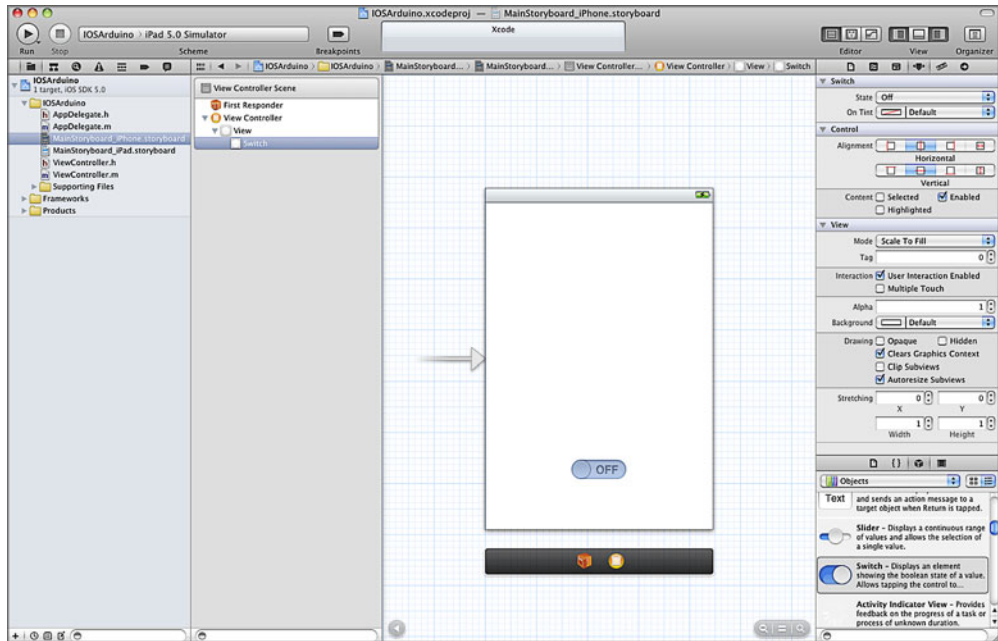 IOSArduino.xcodeproj — MainStoryboard_iPhone.storyboard
IOSArduino › iPad 5.0 Simulator
Xcode
Run Stop Scheme Breakpoints Editor View Organizer
IOSArduino
1 target, iOS SDK 5.0
IOSArduino
h AppDelegate.h
m AppDelegate.m
MainStoryboard_iPhone.storyboard
MainStoryboard_iPad.storyboard
h ViewController.h
m ViewController.m
Supporting Files
Frameworks
Products
IOSArduino › IOSArduino › MainStoryboard... › MainStoryboard... › View Controller... › View Controller › View › Switch
View Controller Scene
First Responder
View Controller
View
Switch
OFF
Switch
State Off
On Tint Default
Control
Alignment
Horizontal
Vertical
Content Selected Enabled
Highlighted
View
Mode Scale To Fill
Tag 0
Interaction User Interaction Enabled
Multiple Touch
Alpha 1
Background Default
Drawing Opaque Hidden
Clears Graphics Context
Clip Subviews
Autoresize Subviews
Stretching 0 0
X Y
1 1
Width Height
{}
Objects
Text and sends an action message to a
target object when Return is tapped.
Slider – Displays a continuous range
of values and allows the selection of
a single value.
Switch – Displays an element
showing the boolean state of a value.
Allows tapping the control to...
Activity Indicator View – Provides
feedback on the progress of a task or
process of unknown duration.